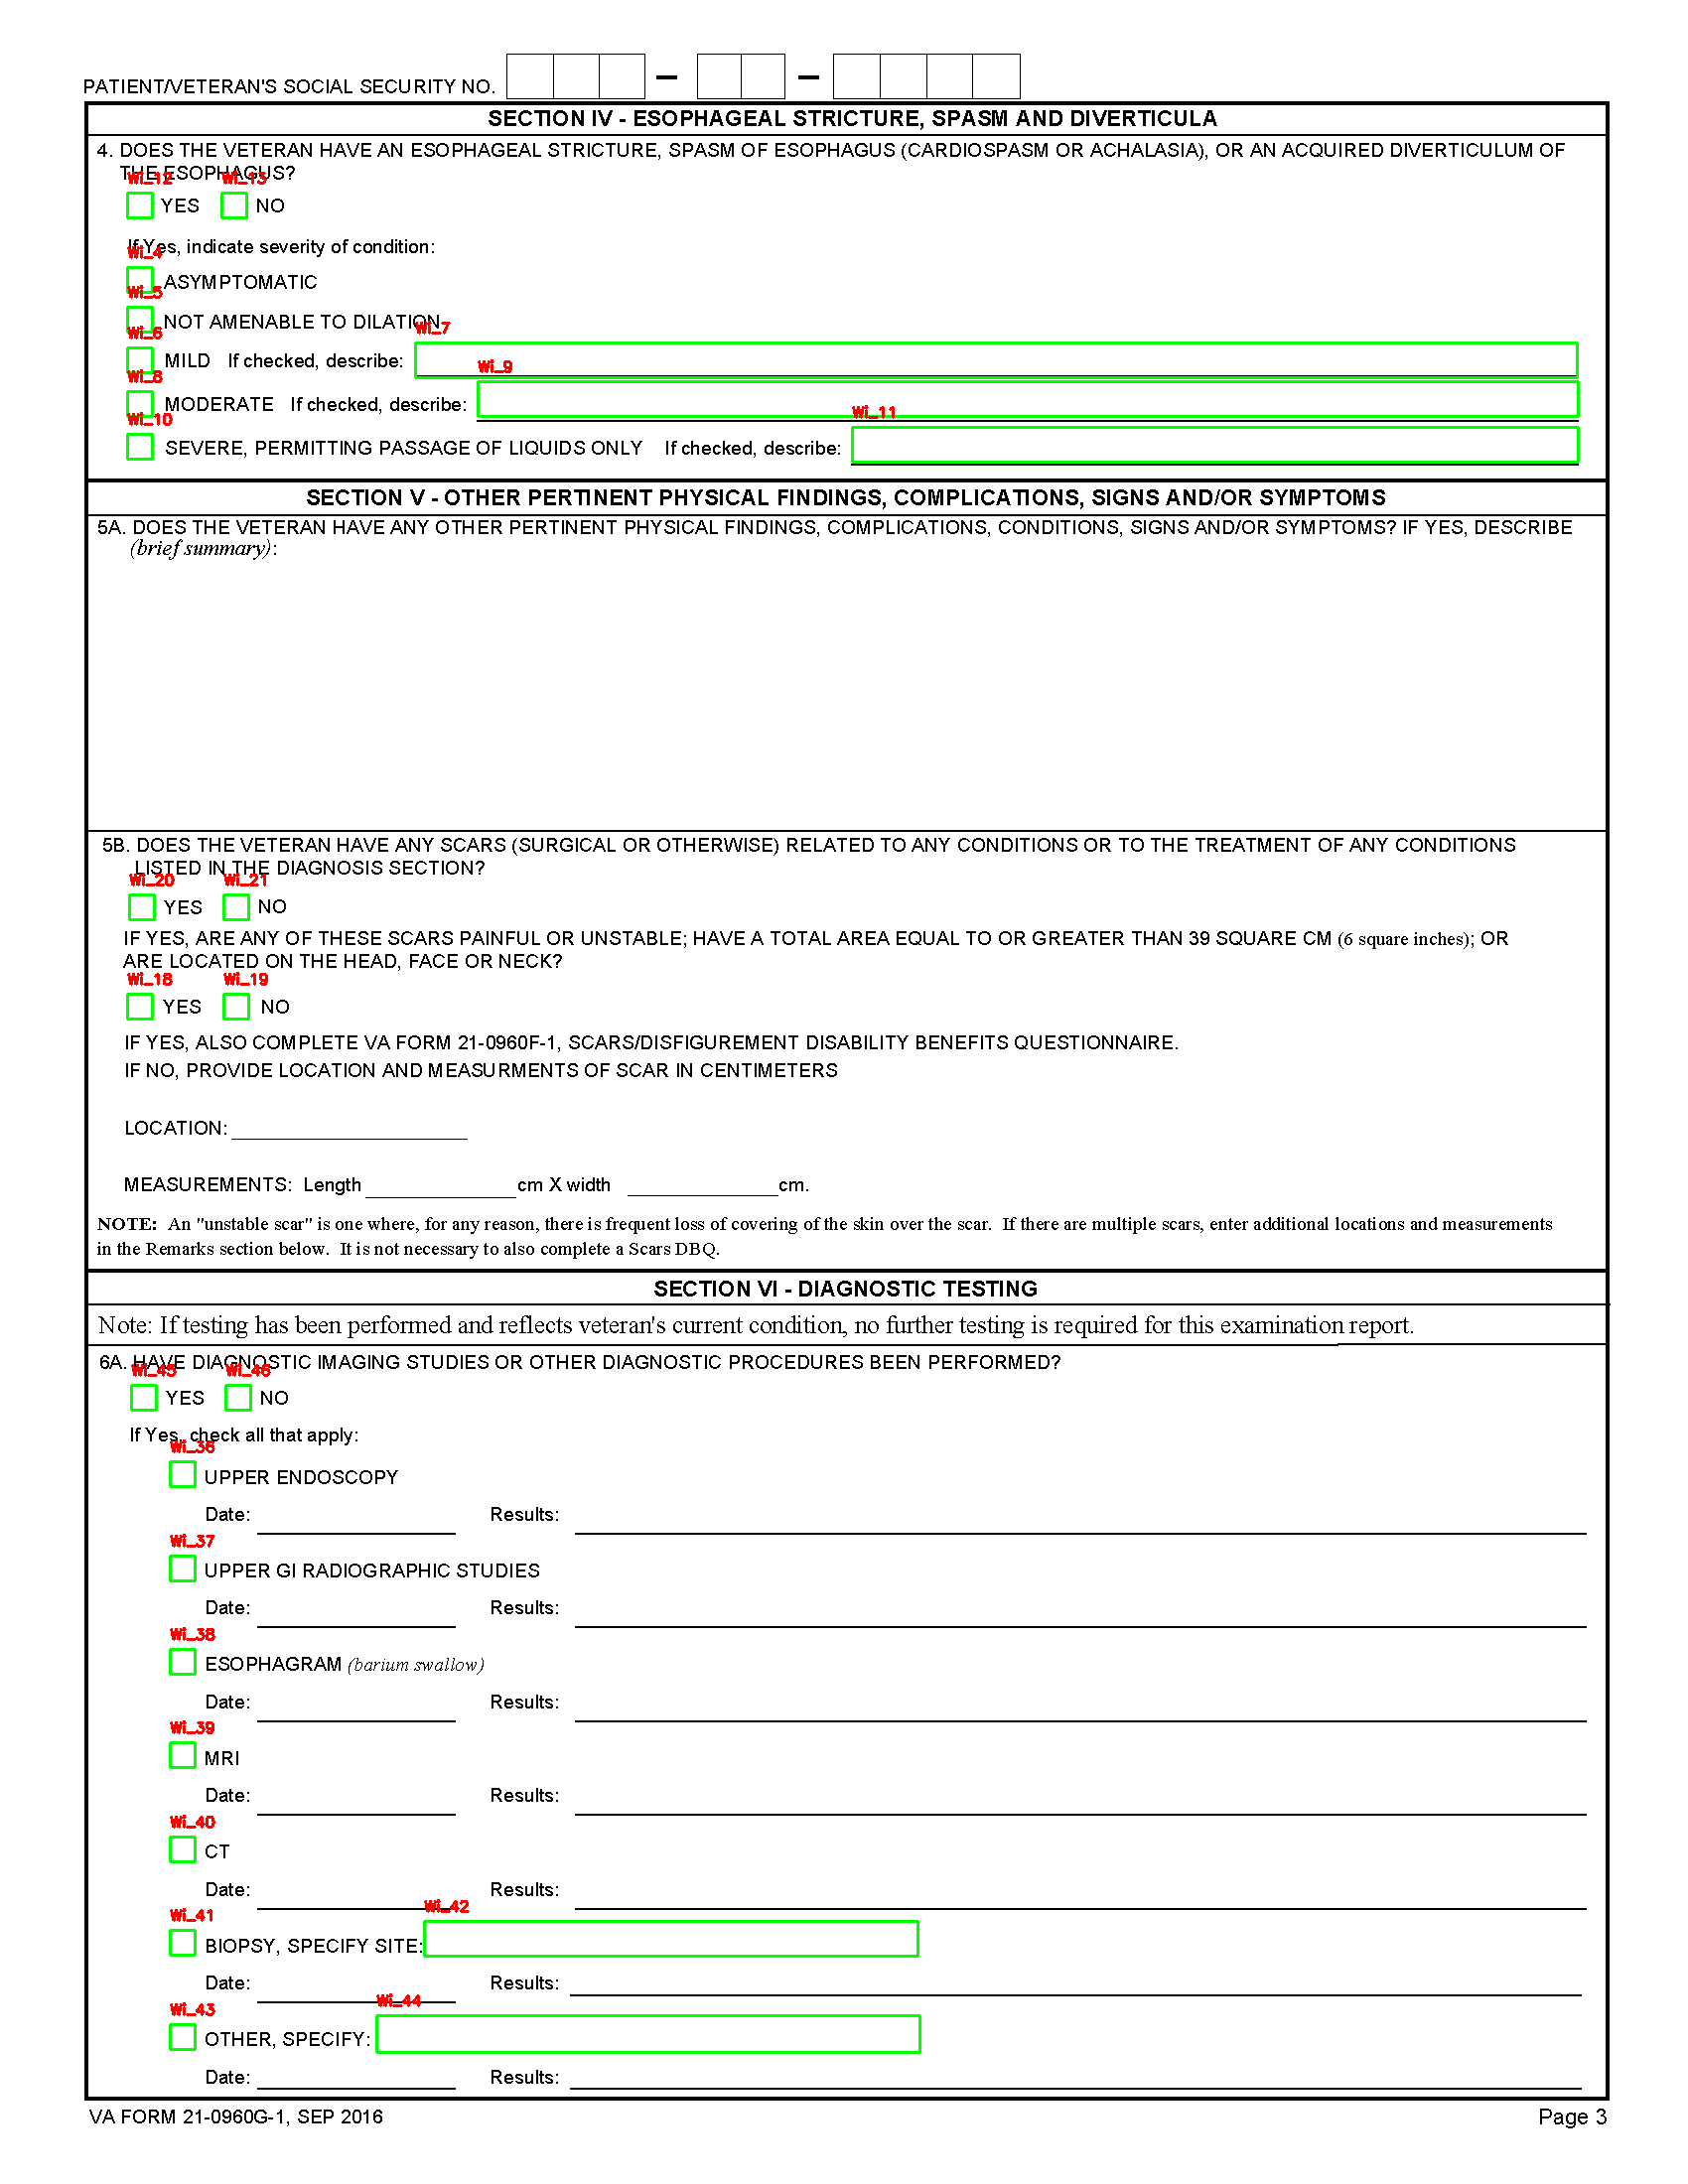 PATIENT/VETERAN'S SOCIAL SECURITY NO.
SECTION IV - ESOPHAGEAL STRICTURE, SPASM AND DIVERTICULA
4. DOES THE VETERAN HAVE AN ESOPHAGEAL STRICTURE, SPASM OF ESOPHAGUS (CARDIOSPASM OR ACHALASIA), OR AN ACQUIRED DIVERTICULUM OF
THE ESOPHAGUS?
Wi_12 Wi_13
YES NO
If Yes, indicate severity of condition:
Wi_4
ASYMPTOMATIC
Wi_5
NOT AMENABLE TO DILATION
Wi_6 Wi_7
MILD If checked, describe:
Wi_8 Wi_9
MODERATE If checked, describe:
Wi_10 Wi_11
SEVERE, PERMITTING PASSAGE OF LIQUIDS ONLY If checked, describe:
SECTION V - OTHER PERTINENT PHYSICAL FINDINGS, COMPLICATIONS, SIGNS AND/OR SYMPTOMS
5A. DOES THE VETERAN HAVE ANY OTHER PERTINENT PHYSICAL FINDINGS, COMPLICATIONS, CONDITIONS, SIGNS AND/OR SYMPTOMS? IF YES, DESCRIBE
(brief summary):
5B. DOES THE VETERAN HAVE ANY SCARS (SURGICAL OR OTHERWISE) RELATED TO ANY CONDITIONS OR TO THE TREATMENT OF ANY CONDITIONS
LISTED IN THE DIAGNOSIS SECTION?
Wi_20 Wi_21
YES NO
IF YES, ARE ANY OF THESE SCARS PAINFUL OR UNSTABLE; HAVE A TOTAL AREA EQUAL TO OR GREATER THAN 39 SQUARE CM (6 square inches); OR
ARE LOCATED ON THE HEAD, FACE OR NECK?
Wi_18 Wi_19
YES NO
IF YES, ALSO COMPLETE VA FORM 21-0960F-1, SCARS/DISFIGUREMENT DISABILITY BENEFITS QUESTIONNAIRE.
IF NO, PROVIDE LOCATION AND MEASURMENTS OF SCAR IN CENTIMETERS
LOCATION:
MEASUREMENTS: Length cm X width cm.
NOTE: An "unstable scar" is one where, for any reason, there is frequent loss of covering of the skin over the scar. If there are multiple scars, enter additional locations and measurements
in the Remarks section below. It is not necessary to also complete a Scars DBQ.
SECTION VI - DIAGNOSTIC TESTING
Note: If testing has been performed and reflects veteran's current condition, no further testing is required for this examination report.
6A. HAVE DIAGNOSTIC IMAGING STUDIES OR OTHER DIAGNOSTIC PROCEDURES BEEN PERFORMED?
Wi_45 Wi_46
YES NO
If Yes, check all that apply:
Wi_36
UPPER ENDOSCOPY
Date: Results:
Wi_37
UPPER GI RADIOGRAPHIC STUDIES
Date: Results:
Wi_38
ESOPHAGRAM (barium swallow)
Date: Results:
Wi_39
MRI
Date: Results:
Wi_40
CT
Date: Results:
Wi_41 Wi_42
BIOPSY, SPECIFY SITE:
Date: Results:
Wi_43 Wi_44
OTHER, SPECIFY:
Date: Results:
VA FORM 21-0960G-1, SEP 2016 Page 3